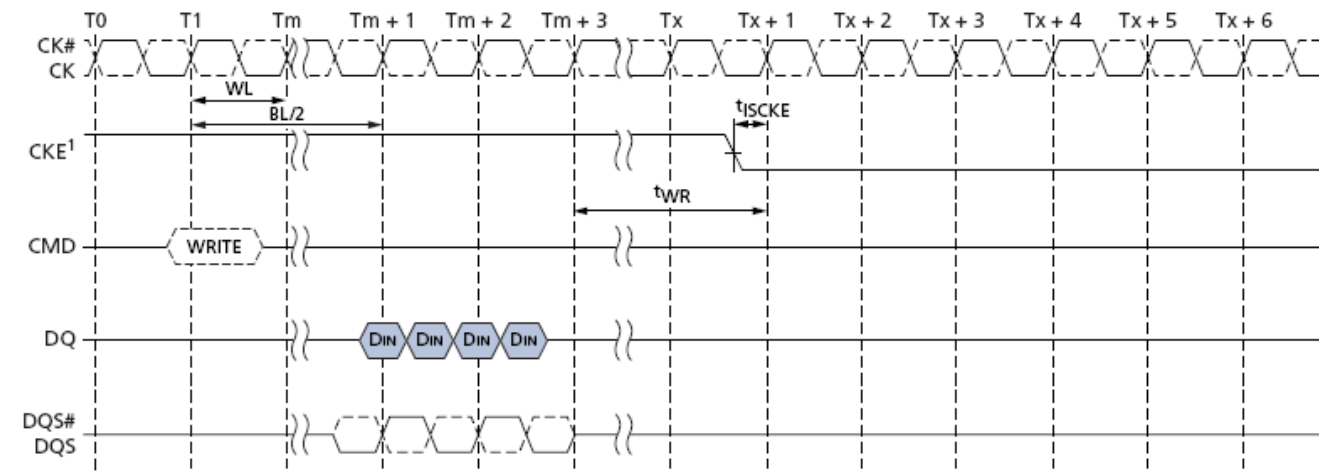 T0 T1 Tm Tm + 1 Tm + 2 Tm + 3 Tx Tx + 1 Tx + 2 Tx + 3 Tx + 4 Tx + 5 Tx + 6
CK#
CK
WL
BL/2
tISCKE
CKE1
tWR
CMD WRITE
DQ DIN DIN DIN DIN
DQS#
DQS